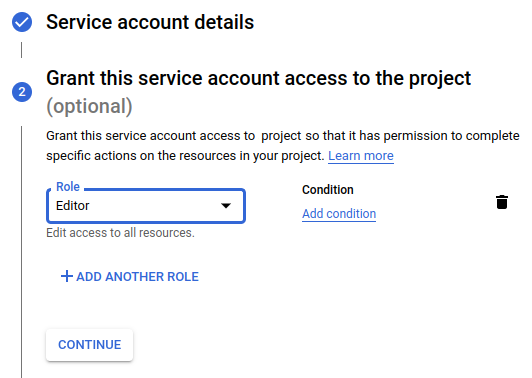 Service account details
2
Grant this service account access to the project
(optional)
Grant this service account access to project so that it has permission to complete
specific actions on the resources in your project. Learn more
Role
Editor
Condition
Add condition
Edit access to all resources.
+ ADD ANOTHER ROLE
CONTINUE